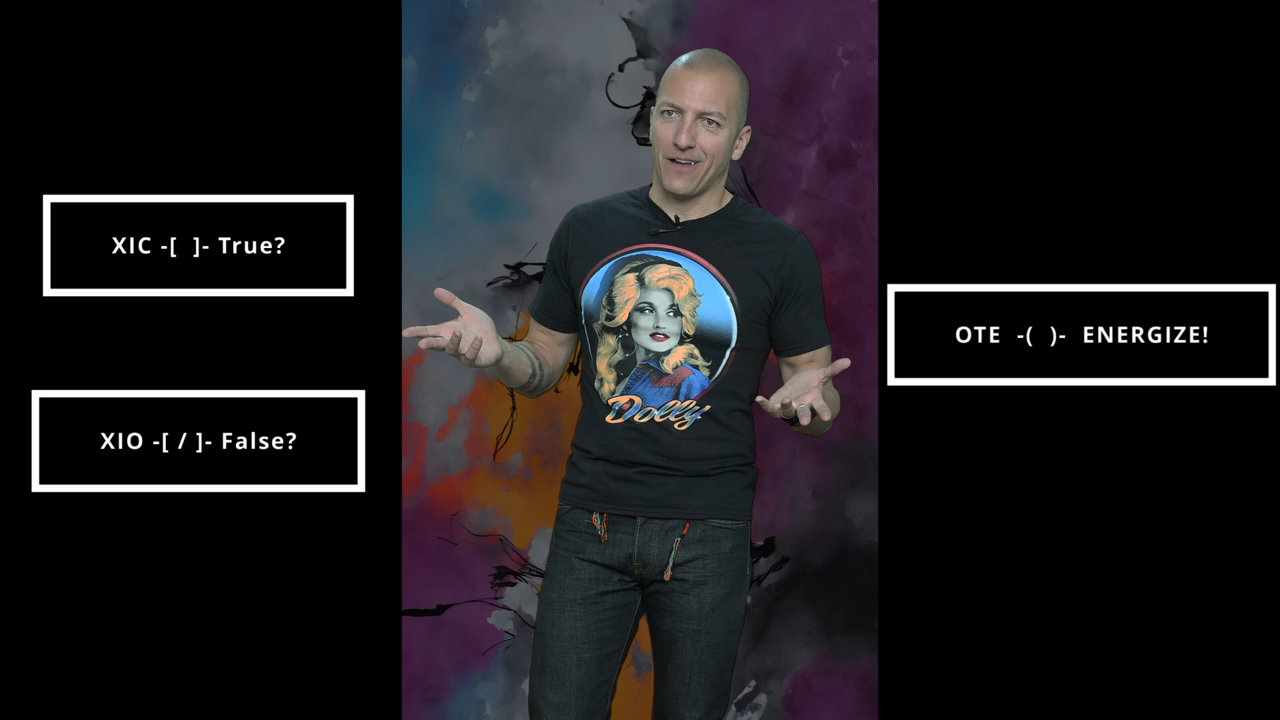 XIC -[ ]- True?
XIO -[ / ]- False?
Dolly
OTE -( )- ENERGIZE!